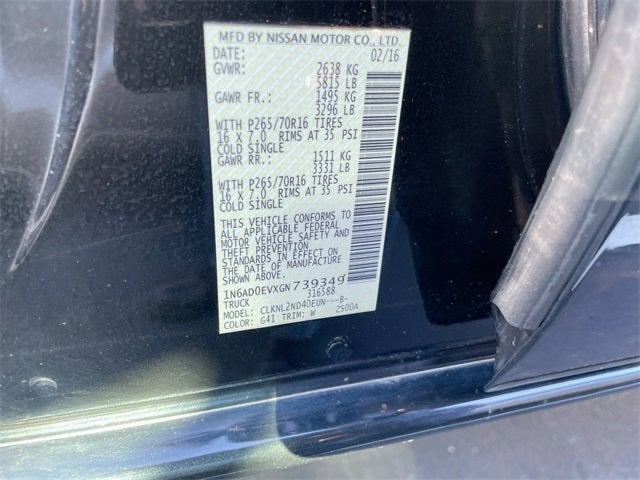 MFD BY NISSAN MOTOR CO., LTD.
DATE: 02/16
GVWR: 2638 KG
5815 LB
GAWR FR.: 1495 KG
3296 LB
WITH P265/70R16 TIRES
16 X 7.0 RIMS AT 35 PSI
COLD SINGLE
GAWR RR.: 1511 KG
3331 LB
WITH P265/70R16 TIRES
16 X 7.0 RIMS AT 35 PSI
COLD SINGLE
THIS VEHICLE CONFORMS TO
ALL APPLICABLE FEDERAL
MOTOR VEHICLE SAFETY AND
THEFT PREVENTION
STANDARDS IN EFFECT ON
THE DATE OF MANUFACTURE
SHOWN ABOVE.
1N6AD0EVXGN739349
TRUCK 316588
MODEL: CLKNL2ND40EUN---B-
COLOR: G41 TRIM: W Z500A